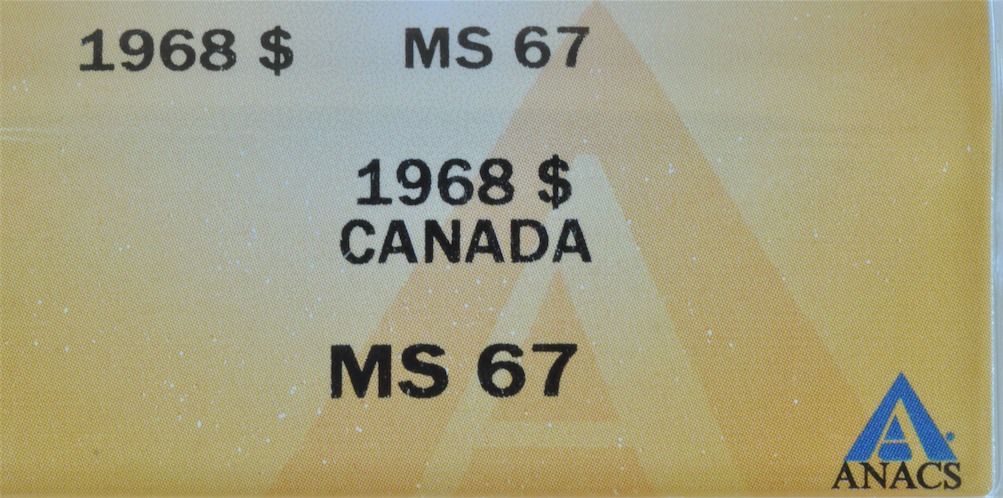 1968 $ MS 67
1968 $
CANADA
MS 67
ANACS